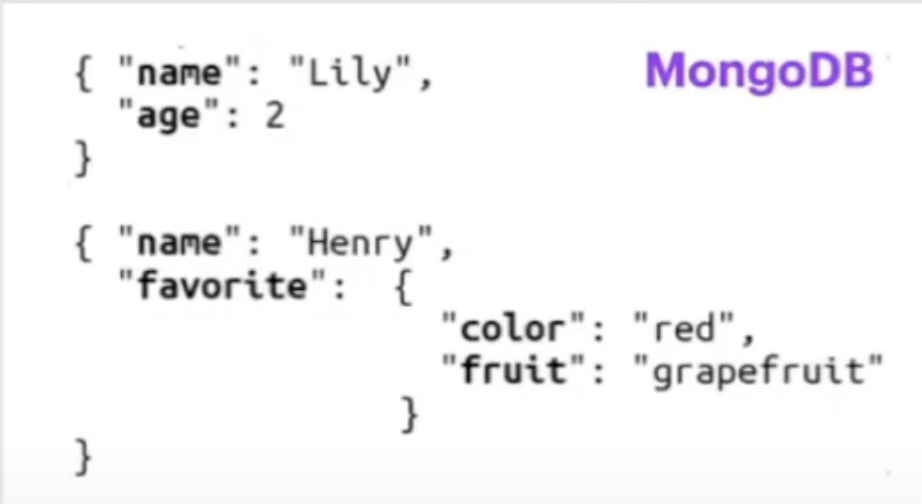 { "name": "Lily",
MongoDB
"age": 2
}
{ "name": "Henry",
"favorite": {
"color": "red",
"fruit": "grapefruit"
}
}